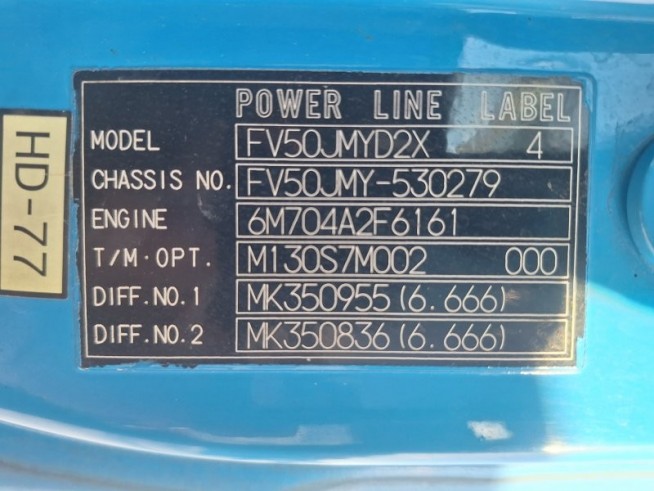 POWER LINE LABEL
MODEL FV50JMYD2X 4
CHASSIS NO. FV50JMY-530279
ENGINE 6M704A2F6161
T/M·OPT. M130S7M002 000
DIFF.NO.1 MK350955(6.666)
DIFF.NO.2 MK350836(6.666)
HD-77